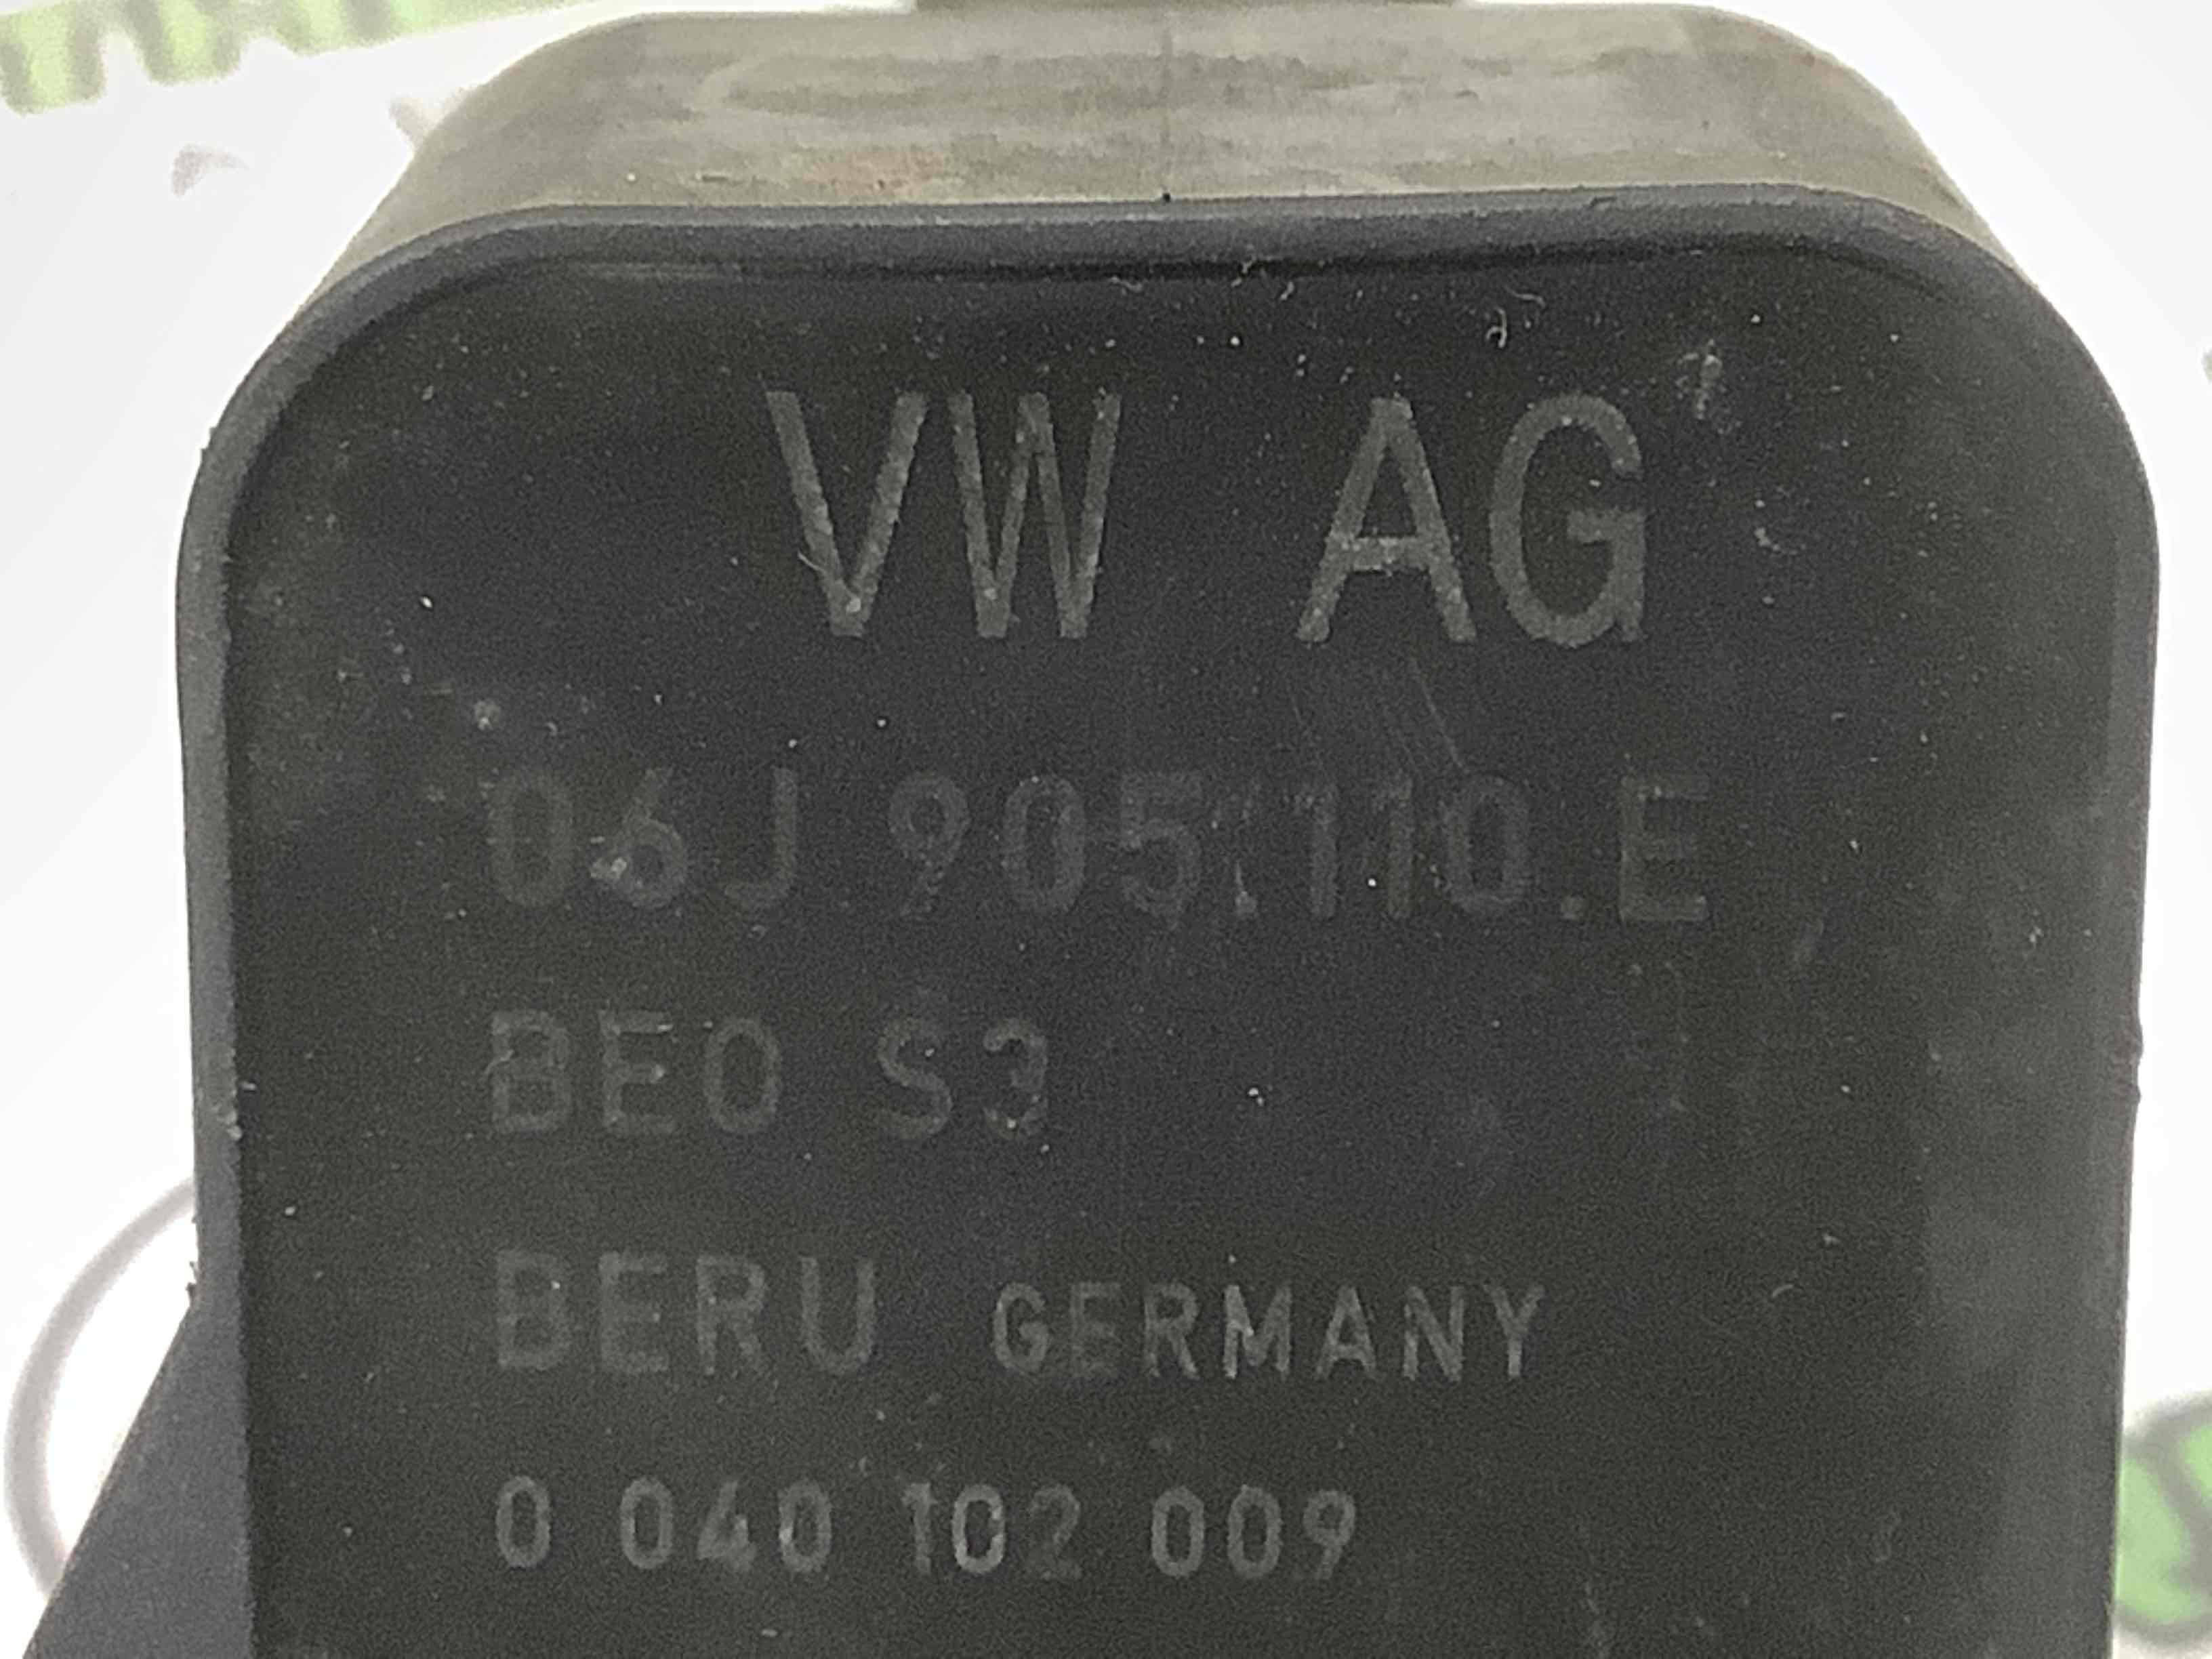 VW AG
06J 905.110.E
BEO S3
BERU GERMANY
0 040 102 009